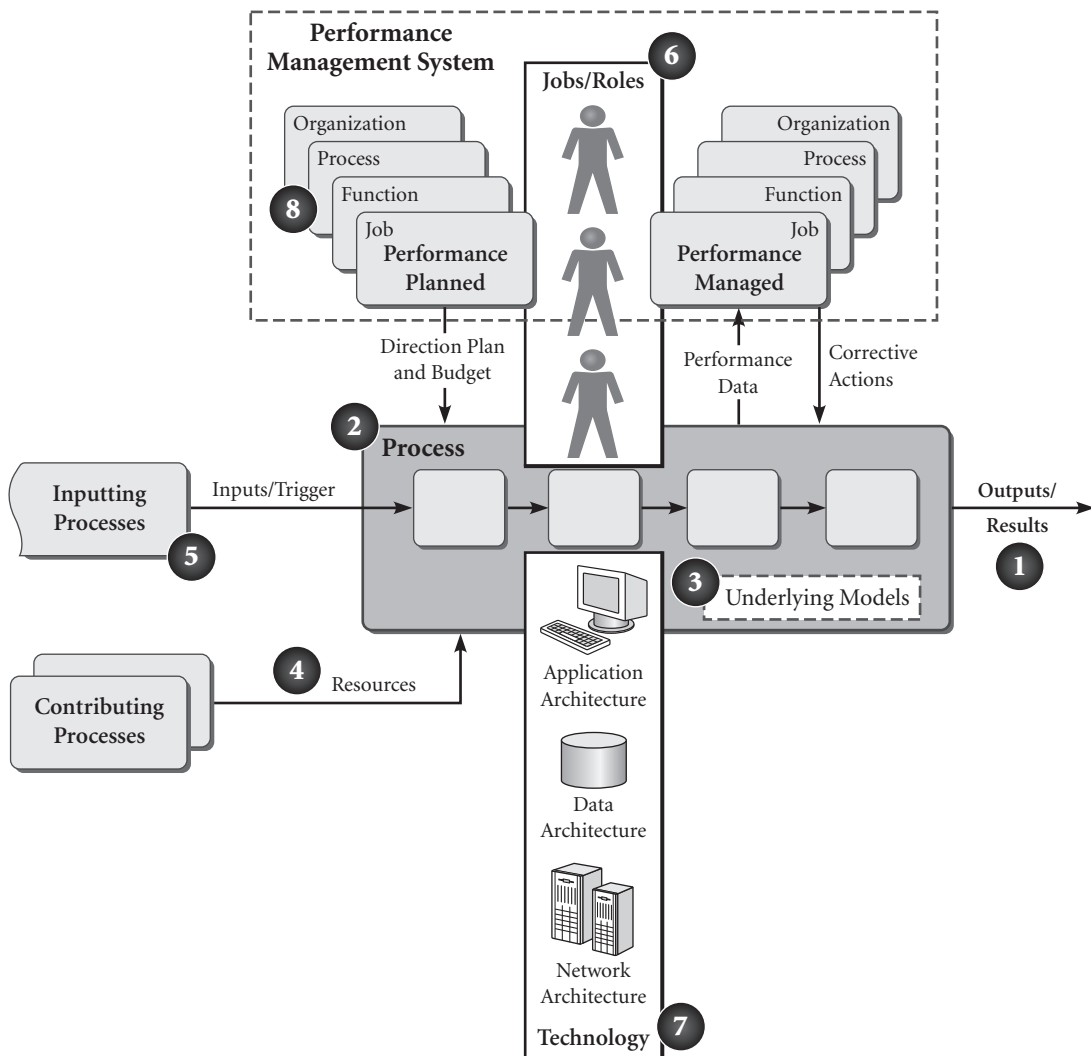 Performance
Management System
6
Jobs/Roles
Organization
Process
8
Function
Job
Performance
Planned
Organization
Process
Function
Job
Performance
Managed
Direction Plan
and Budget
Performance
Data
Corrective
Actions
2
Process
Inputting
Processes
5
Inputs/Trigger
Outputs/
Results
1
3
Underlying Models
4
Resources
Contributing
Processes
Application
Architecture
Data
Architecture
Network
Architecture
Technology
7